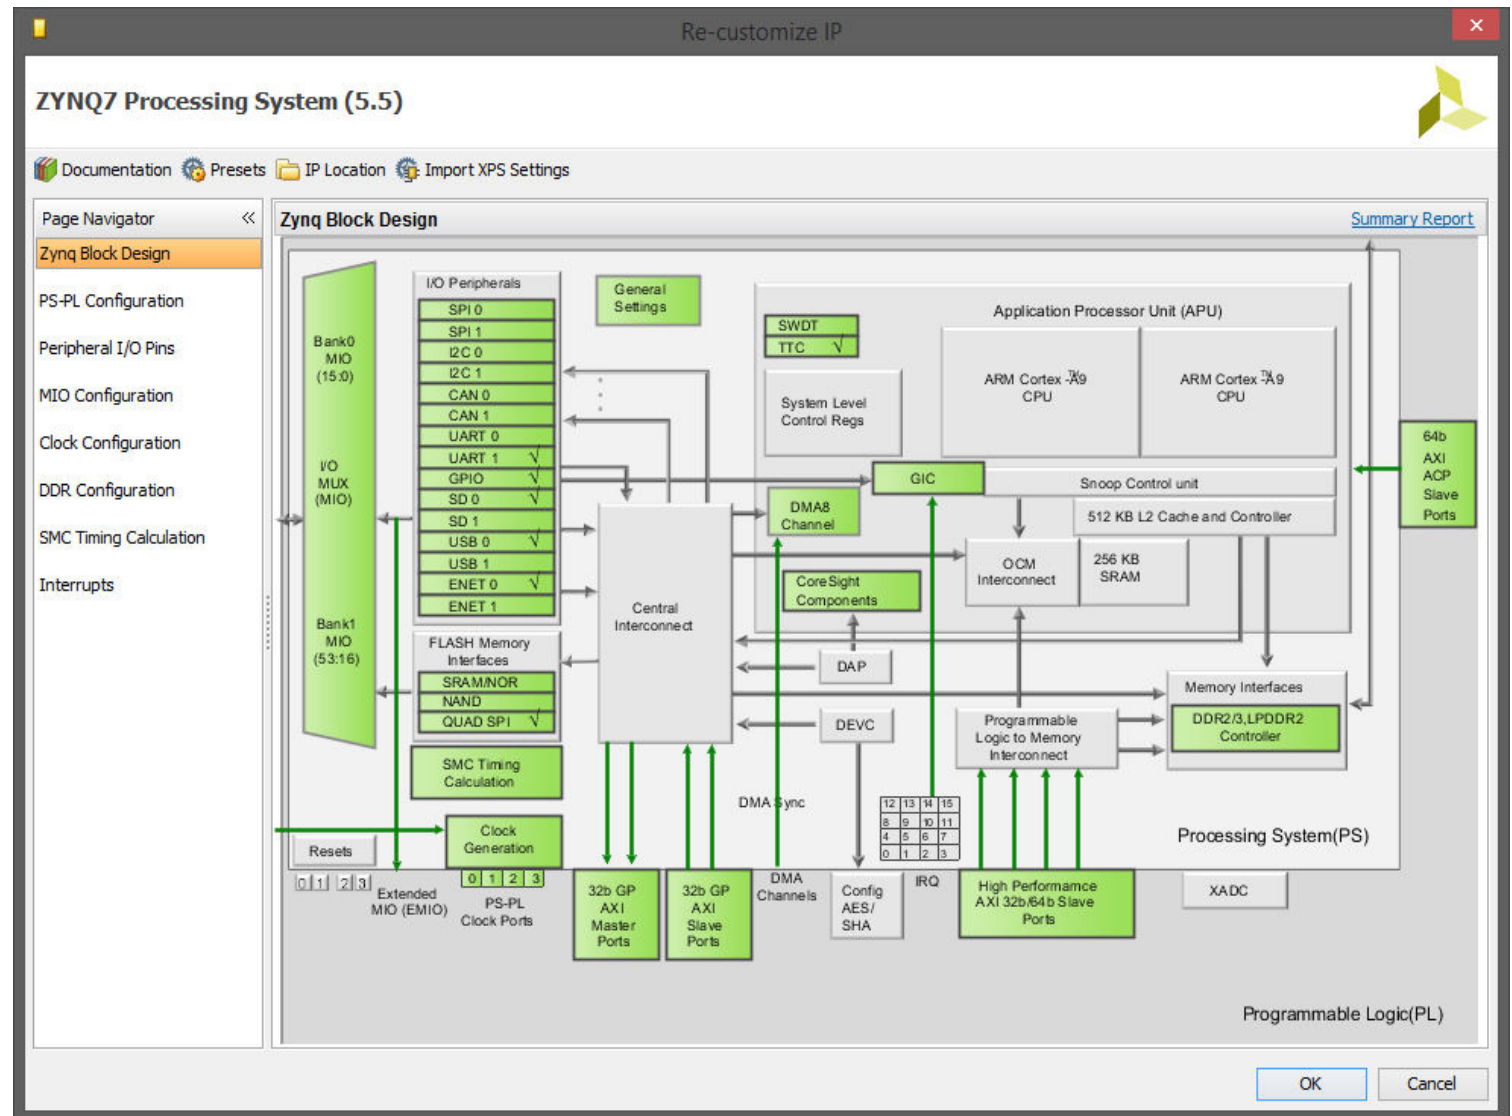 Re-customize IP
ZYNQ7 Processing System (5.5)
Documentation Presets IP Location Import XPS Settings
Page Navigator
Zynq Block Design
PS-PL Configuration
Peripheral I/O Pins
MIO Configuration
Clock Configuration
DDR Configuration
SMC Timing Calculation
Interrupts
Zynq Block Design
Summary Report
Bank0
MIO
(15:0)
I/O
MUX
(MIO)
Bank1
MIO
(53:16)
I/O Peripherals
SPI 0
SPI 1
I2C 0
I2C 1
CAN 0
CAN 1
UART 0
UART 1 √
GPIO √
SD 0 √
SD 1
USB 0 √
USB 1
ENET 0 √
ENET 1
FLASH Memory
Interfaces
SRAM/NOR
NAND
QUAD SPI √
SMC Timing
Calculation
General
Settings
Application Processor Unit (APU)
SWDT
TTC √
System Level
Control Regs
ARM Cortex -™A9
CPU
ARM Cortex -™A9
CPU
GIC
Snoop Control unit
DMA8
Channel
512 KB L2 Cache and Controller
OCM
Interconnect
256 KB
SRAM
CoreSight
Components
Central
Interconnect
DAP
DEVC
64b
AXI
ACP
Slave
Ports
Memory Interfaces
DDR2/3,LPDDR2
Controller
Programmable
Logic to Memory
Interconnect
DMA Sync
12 13 14 15
8 9 10 11
4 5 6 7
0 1 2 3
Processing System(PS)
Clock
Generation
Resets
0 1 2 3
Extended
MIO (EMIO)
0 1 2 3
PS-PL
Clock Ports
32b GP
AXI
Master
Ports
32b GP
AXI
Slave
Ports
DMA
Channels
Config
AES/
SHA
IRQ
High Performamce
AXI 32b/64b Slave
Ports
XADC
Programmable Logic(PL)
OK
Cancel